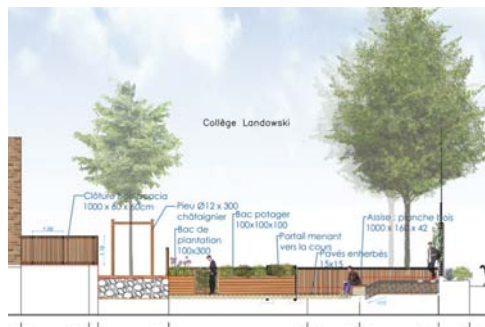 Collège Landowski
Clôture
1000 x 60 x 60cm
Pieu Ø12 x 300
châtaignier
Bac de
plantation
100x300
Bac potager
100x100x100
Portail menant
vers la cours
Assise : planche bois
1000 x 160 x 42
Pavés enherbés
15x15